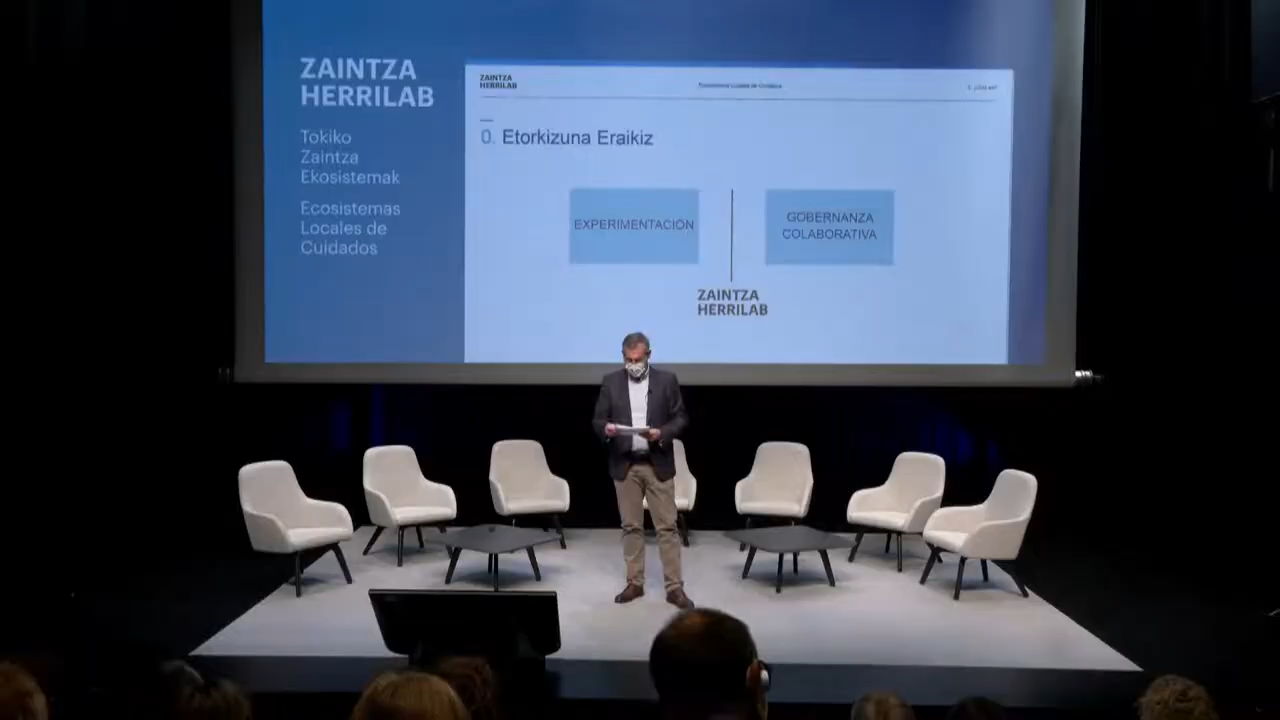 ZAINTZA
HERRILAB
Tokiko
Zaintza
Ekosistemak
Ecosistemas
Locales de
Cuidados
ZAINTZA
HERRILAB
0. Etorkizuna Eraikiz
EXPERIMENTACIÓN
GOBERNANZA
COLABORATIVA
ZAINTZA
HERRILAB